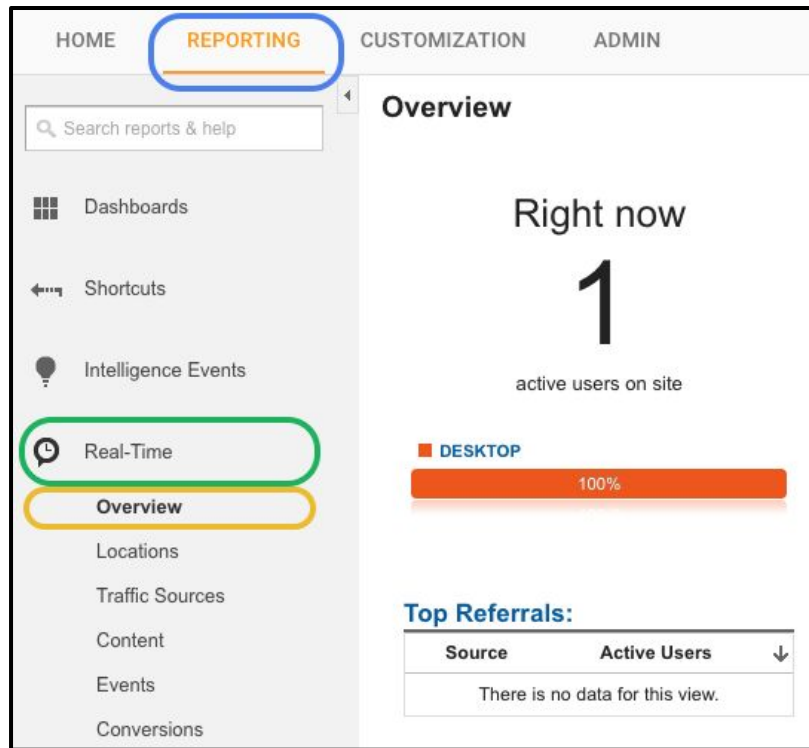 HOME REPORTING CUSTOMIZATION ADMIN
Search reports & help
Dashboards
Shortcuts
Intelligence Events
Real-Time
Overview
Locations
Traffic Sources
Content
Events
Conversions
Overview
Right now
1
active users on site
DESKTOP
100%
Top Referrals:
Source Active Users
There is no data for this view.